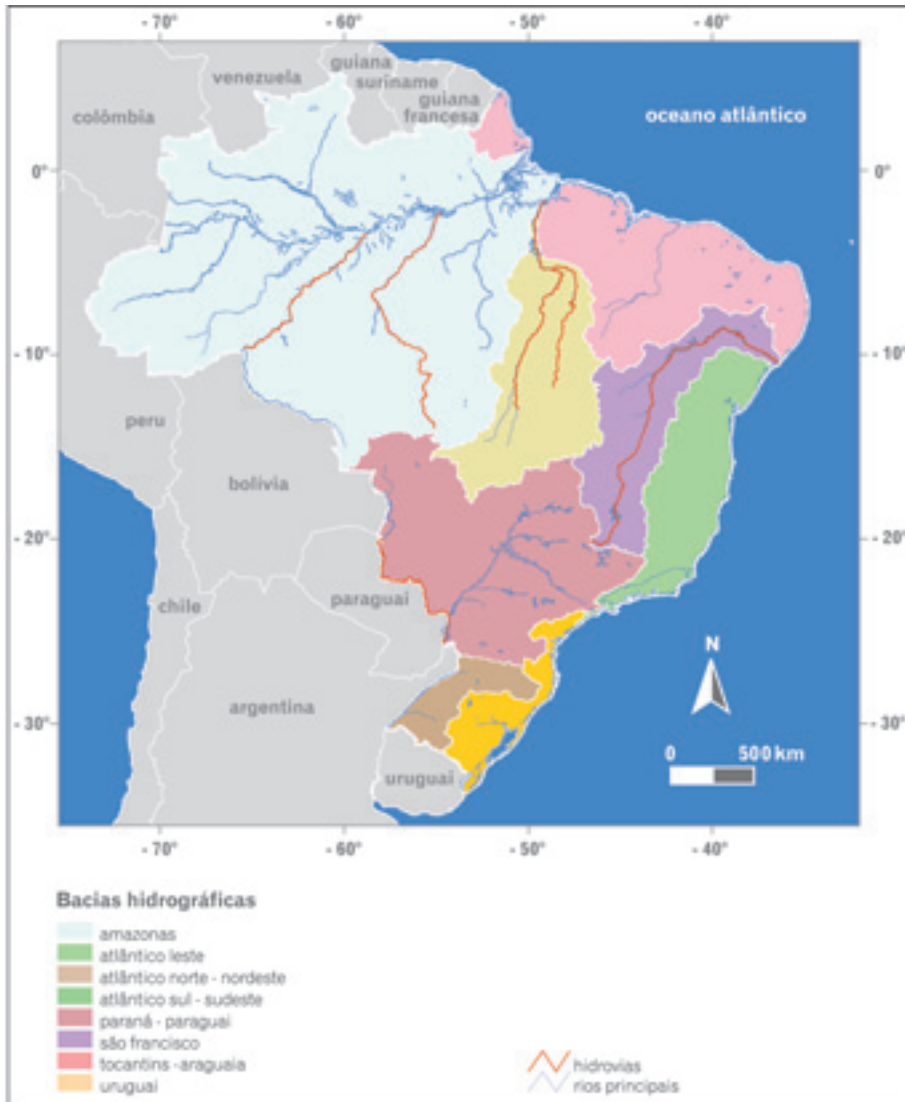 - 70° - 60° - 50° - 40°
guiana
venezuela
suriname
guiana
francesa
colômbia
oceano atlântico
0° 0°
- 10° - 10°
peru
bolívia
- 20° - 20°
paraguai
chile
N
argentina
- 30° - 30°
0 500 km
uruguai
- 70° - 60° - 50° - 40°
Bacias hidrográficas
amazonas
atlântico leste
atlântico norte - nordeste
atlântico sul - sudeste
paraná - paraguai
são francisco
tocantins -araguaia
uruguai
hidrovias
rios principais